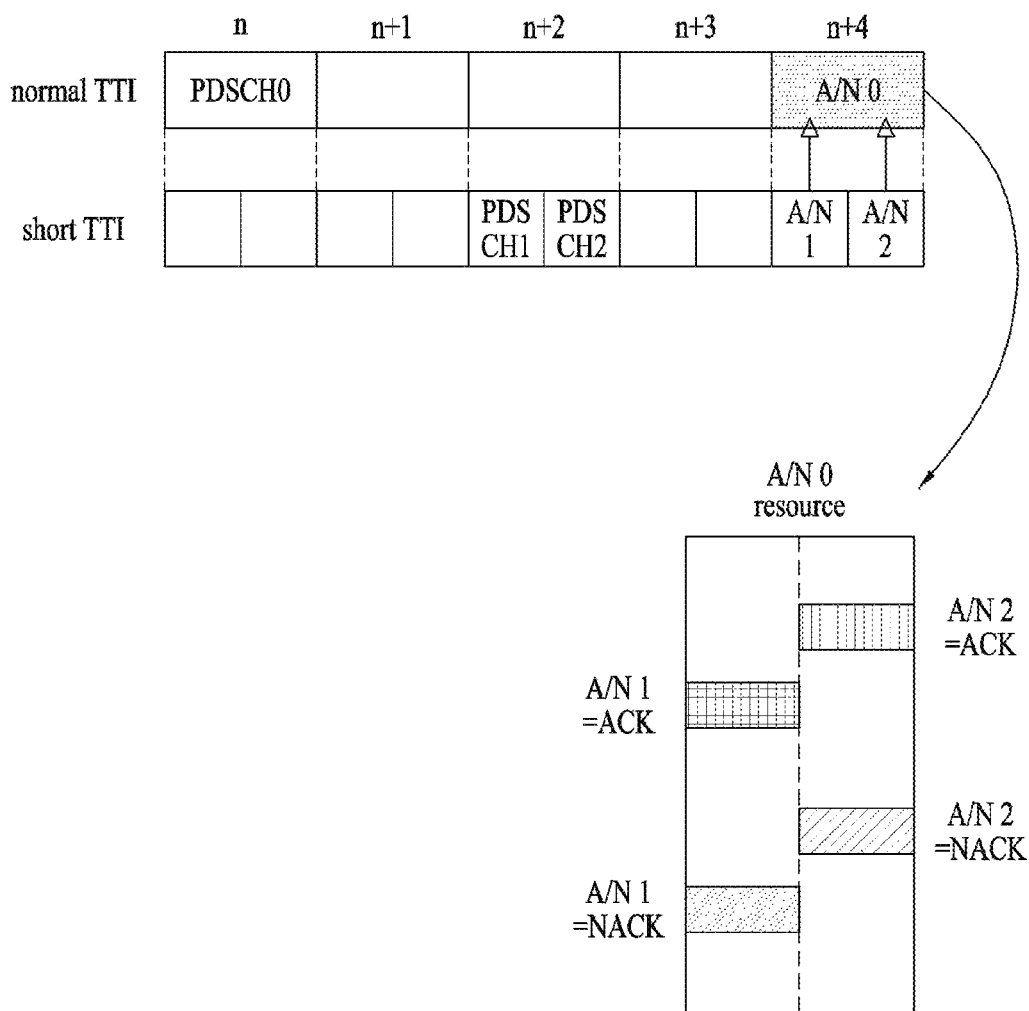 n n+1 n+2 n+3 n+4
normal TTI PDSCH0 A/N 0
short TTI
PDS
CH1
PDS
CH2
A/N
1
A/N
2
A/N 0
resource
A/N 2
=ACK
A/N 1
=ACK
A/N 2
=NACK
A/N 1
=NACK